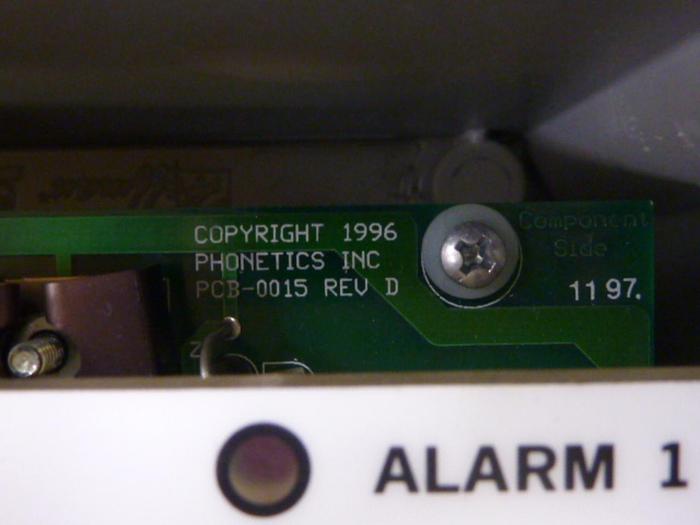 COPYRIGHT 1996
PHONETICS INC
PCB-0015 REV D
Component
Side
11 97.
ALARM 1